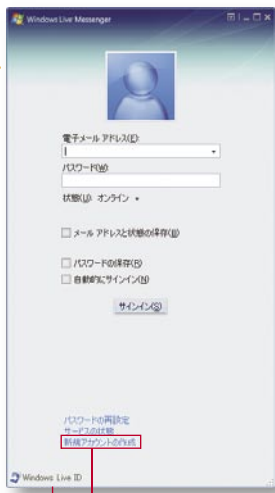 Windows Live Messenger
電子メール アドレス(E):
パスワード(W):
状態(U): オンライン
メール アドレスと状態の保存(M)
パスワードの保存(R)
自動的にサインイン(N)
サインイン(S)
パスワードの再設定
サービスの状態
新規アカウントの作成
Windows Live ID